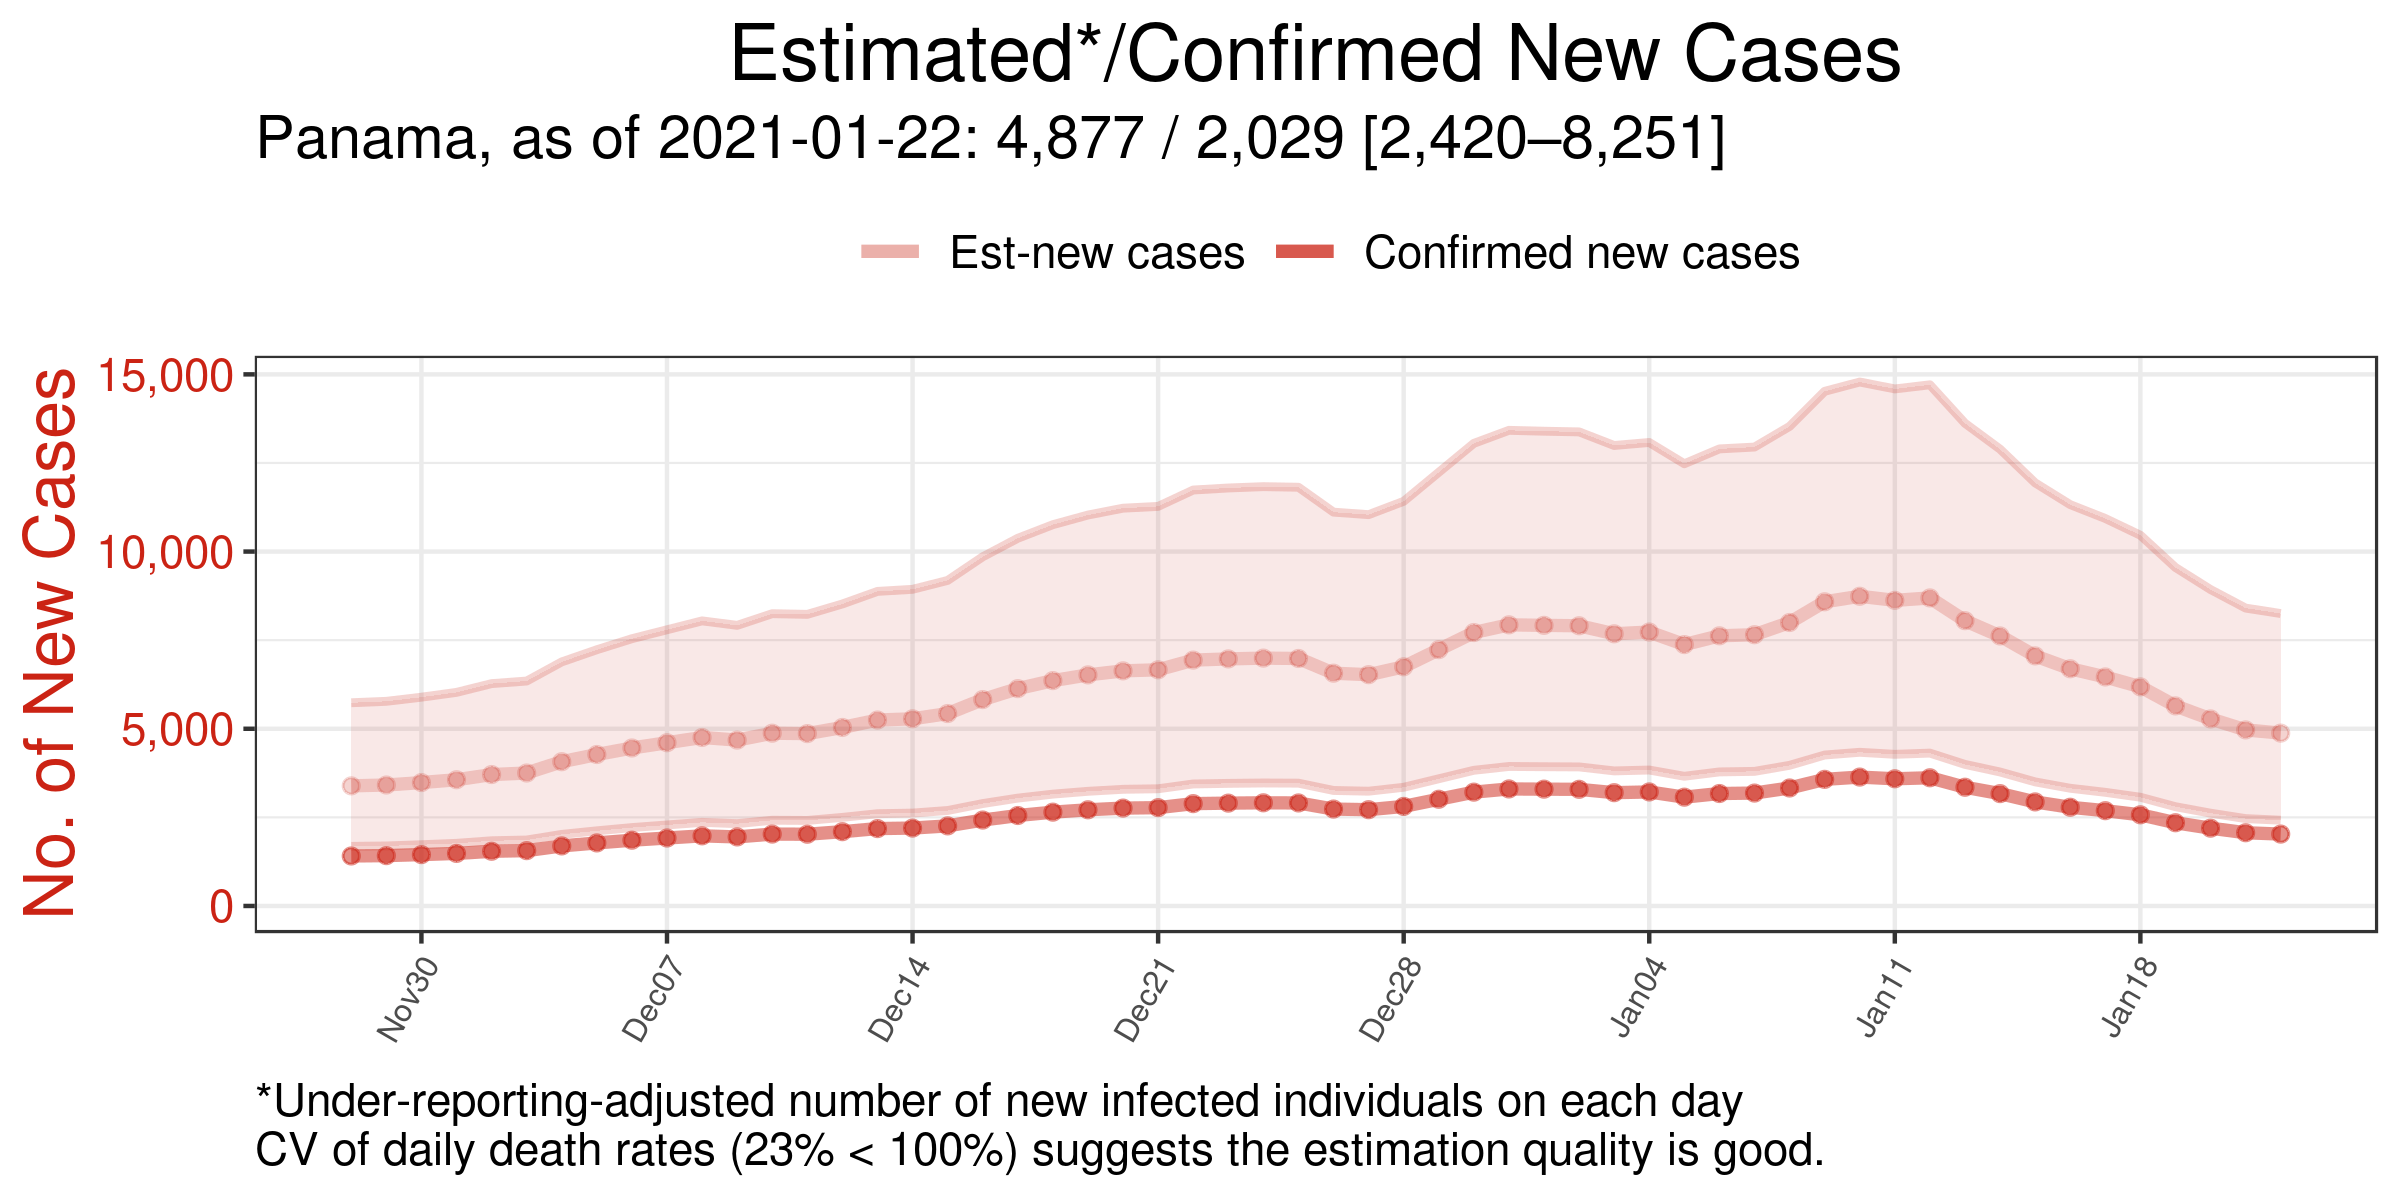 Estimated*/Confirmed New Cases
Panama, as of 2021-01-22: 4,877 / 2,029 [2,420–8,251]
Est-new cases
Confirmed new cases
No. of New Cases
15,000
10,000
5,000
0
Nov30
Dec07
Dec14
Dec21
Dec28
Jan04
Jan11
Jan18
*Under-reporting-adjusted number of new infected individuals on each day
CV of daily death rates (23% < 100%) suggests the estimation quality is good.